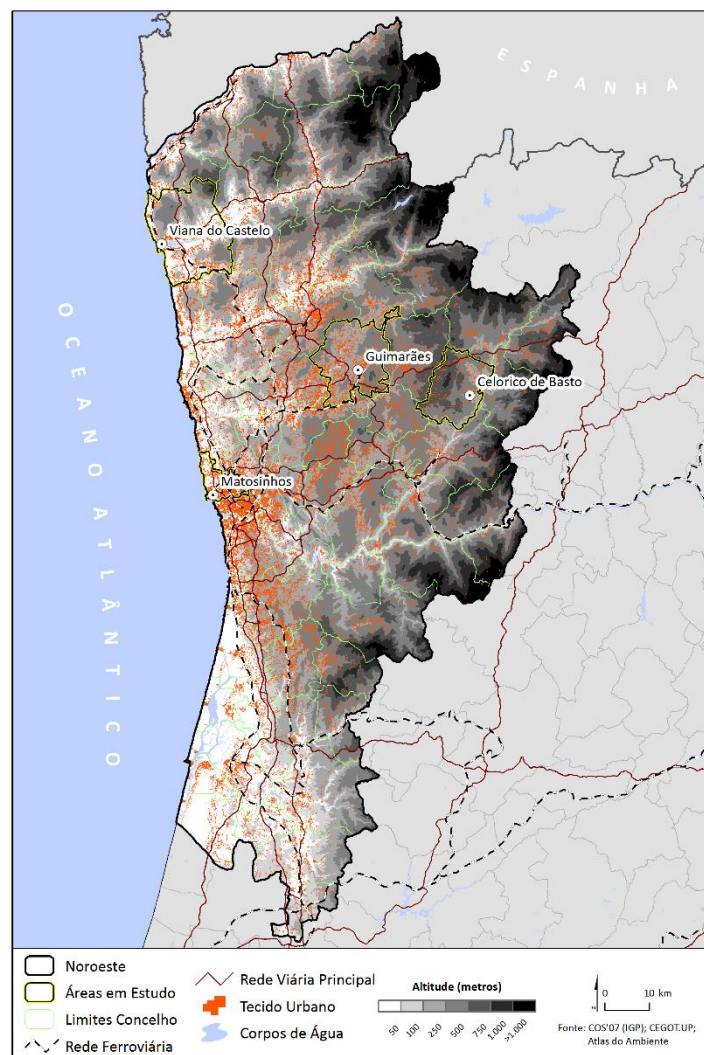 E S P A N H A
Viana do Castelo
Guimarães
Celorico de Basto
Matosinhos
O C E A N O A T L Â N T I C O
Noroeste
Áreas em Estudo
Limites Concelho
Rede Ferroviária
Rede Viária Principal
Tecido Urbano
Corpos de Água
Altitude (metros)
50 100 250 500 750 1.000 >1.000
0 10 km
Fonte: COS'07 (IGP); CEGOT.UP;
Atlas do Ambiente